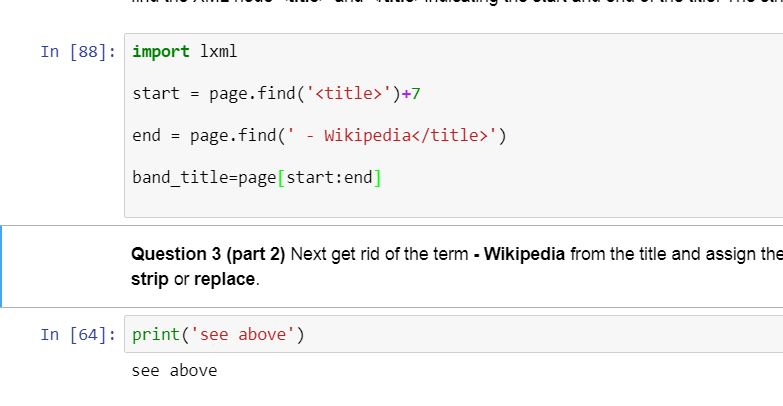 In [88]: import lxml
start = page.find('<title>')+7
end = page.find(' - Wikipedia</title>')
band_title=page[start:end]
Question 3 (part 2) Next get rid of the term - Wikipedia from the title and assign the
strip or replace.
In [64]: print('see above')
see above